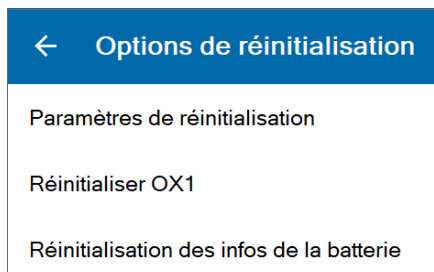 Options de réinitialisation
Paramètres de réinitialisation
Réinitialiser OX1
Réinitialisation des infos de la batterie